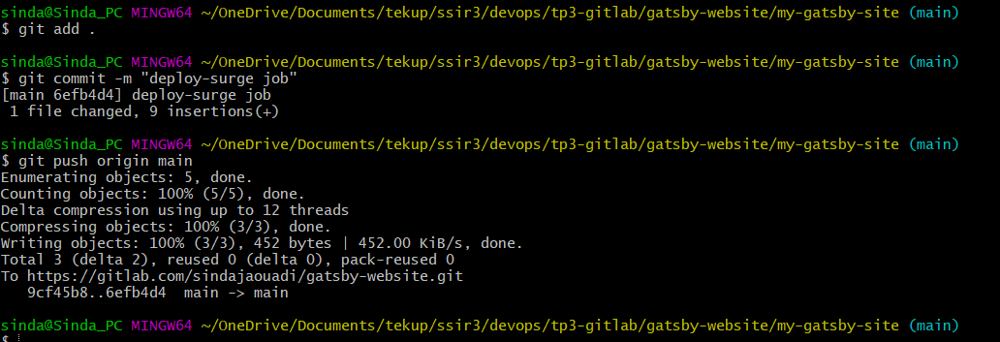 sinda@Sinda_PC MINGW64 ~/OneDrive/Documents/tekup/ssir3/devops/tp3-gitlab/gatsby-website/my-gatsby-site (main)
$ git add .
sinda@Sinda_PC MINGW64 ~/OneDrive/Documents/tekup/ssir3/devops/tp3-gitlab/gatsby-website/my-gatsby-site (main)
$ git commit -m "deploy-surge job"
[main 6efb4d4] deploy-surge job
 1 file changed, 9 insertions(+)
sinda@Sinda_PC MINGW64 ~/OneDrive/Documents/tekup/ssir3/devops/tp3-gitlab/gatsby-website/my-gatsby-site (main)
$ git push origin main
Enumerating objects: 5, done.
Counting objects: 100% (5/5), done.
Delta compression using up to 12 threads
Compressing objects: 100% (3/3), done.
Writing objects: 100% (3/3), 452 bytes | 452.00 KiB/s, done.
Total 3 (delta 2), reused 0 (delta 0), pack-reused 0
To https://gitlab.com/sindajaouadi/gatsby-website.git
   9cf45b8..6efb4d4  main -> main
sinda@Sinda_PC MINGW64 ~/OneDrive/Documents/tekup/ssir3/devops/tp3-gitlab/gatsby-website/my-gatsby-site (main)
$